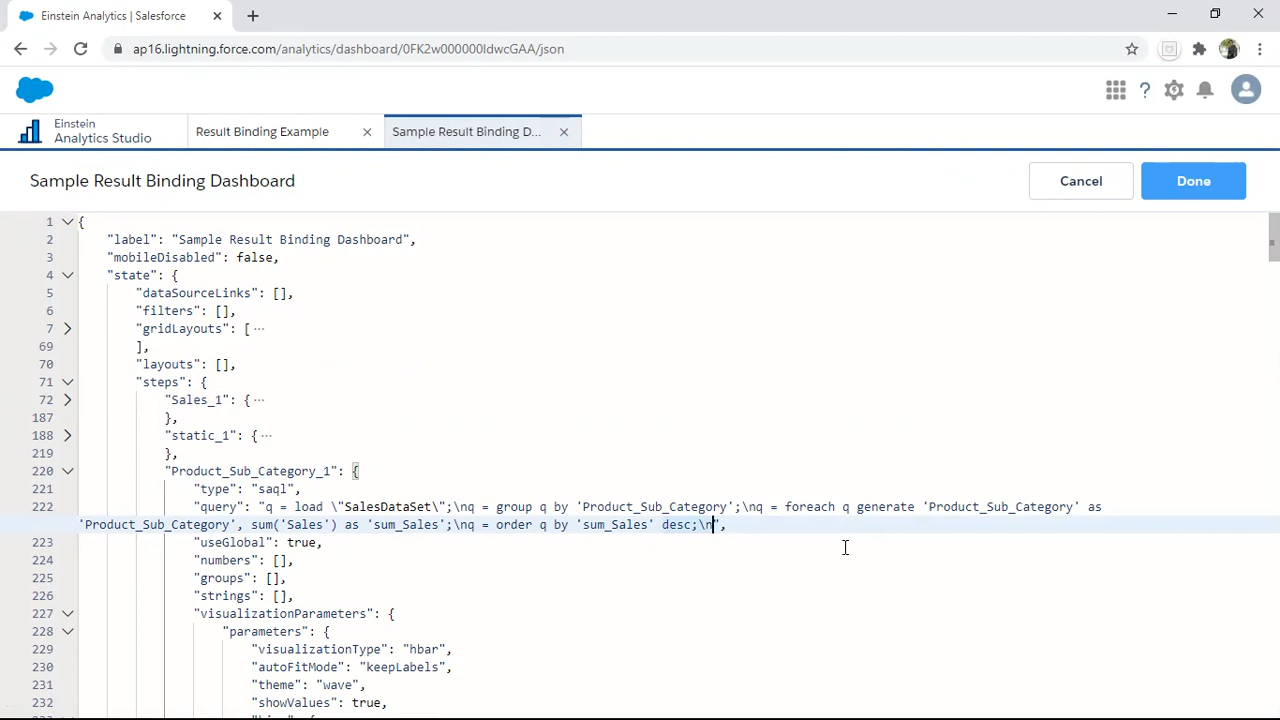 Einstein Analytics | Salesforce
ap16.lightning.force.com/analytics/dashboard/0FK2w000000IdwcGAA/json
Einstein
Analytics Studio
Result Binding Example
Sample Result Binding D...
Sample Result Binding Dashboard
Cancel
Done
1 {
2 "label": "Sample Result Binding Dashboard",
3 "mobileDisabled": false,
4 "state": {
5 "dataSourceLinks": [],
6 "filters": [],
7 "gridLayouts": [ ...
69 ],
70 "layouts": [],
71 "steps": {
72 "Sales_1": { ...
187 },
188 "static_1": { ...
219 },
220 "Product_Sub_Category_1": {
221 "type": "saql",
222 "query": "q = load \"SalesDataSet\";\nq = group q by 'Product_Sub_Category';\nq = foreach q generate 'Product_Sub_Category' as
'Product_Sub_Category', sum('Sales') as 'sum_Sales';\nq = order q by 'sum_Sales' desc;\n",
223 "useGlobal": true,
224 "numbers": [],
225 "groups": [],
226 "strings": [],
227 "visualizationParameters": {
228 "parameters": {
229 "visualizationType": "hbar",
230 "autoFitMode": "keepLabels",
231 "theme": "wave",
232 "showValues": true,